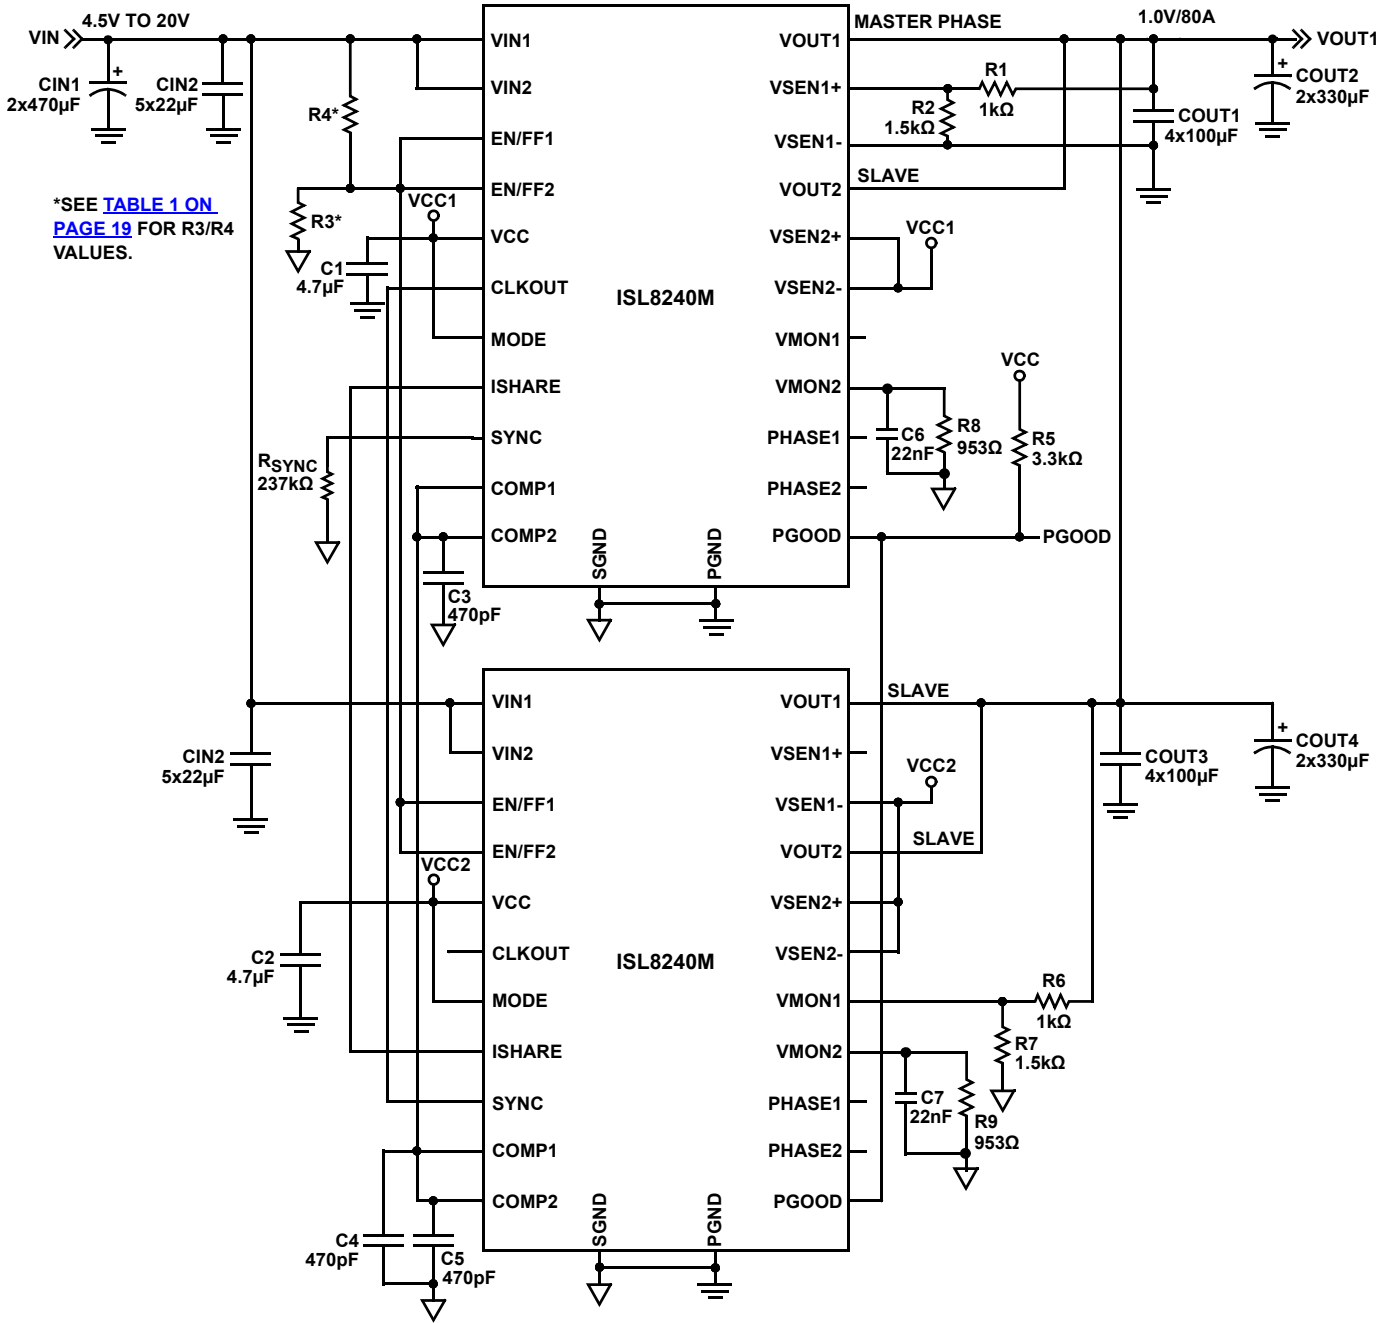 4.5V TO 20V
VIN
CIN1
2x470µF
+
CIN2
5x22µF
R4*
*SEE TABLE 1 ON
PAGE 19 FOR R3/R4
VALUES.
R3*
VCC1
C1
4.7µF
RSYNC
237kΩ
C3
470pF
VIN1
VIN2
EN/FF1
EN/FF2
VCC
CLKOUT
MODE
ISHARE
SYNC
COMP1
COMP2
ISL8240M
SGND
PGND
VOUT1
VSEN1+
VSEN1-
VOUT2
VSEN2+
VSEN2-
VMON1
VMON2
PHASE1
PHASE2
PGOOD
MASTER PHASE
1.0V/80A
VOUT1
R1
1kΩ
R2
1.5kΩ
COUT1
4x100µF
+
COUT2
2x330µF
SLAVE
VCC1
VCC
C6
22nF
R8
953Ω
R5
3.3kΩ
PGOOD
CIN2
5x22µF
VCC2
C2
4.7µF
C4
470pF
C5
470pF
VIN1
VIN2
EN/FF1
EN/FF2
VCC
CLKOUT
MODE
ISHARE
SYNC
COMP1
COMP2
ISL8240M
SGND
PGND
VOUT1
VSEN1+
VSEN1-
VOUT2
VSEN2+
VSEN2-
VMON1
VMON2
PHASE1
PHASE2
PGOOD
SLAVE
VCC2
SLAVE
COUT3
4x100µF
+
COUT4
2x330µF
R6
1kΩ
R7
1.5kΩ
C7
22nF
R9
953Ω